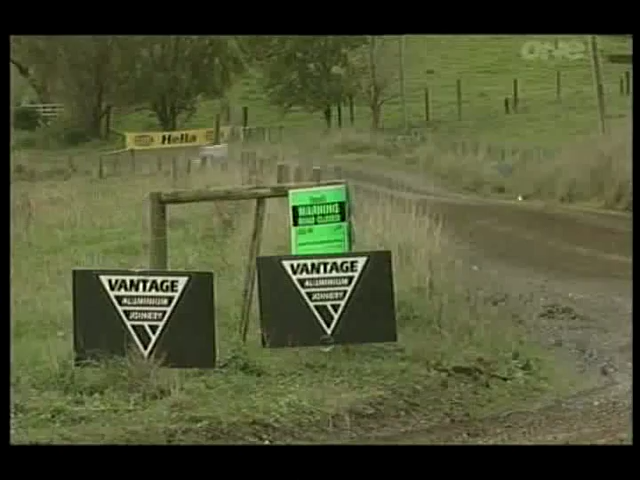 ONE
Hella
WARNING
ROAD CLOSED
VANTAGE
ALUMINIUM
JOINERY
VANTAGE
ALUMINIUM
JOINERY